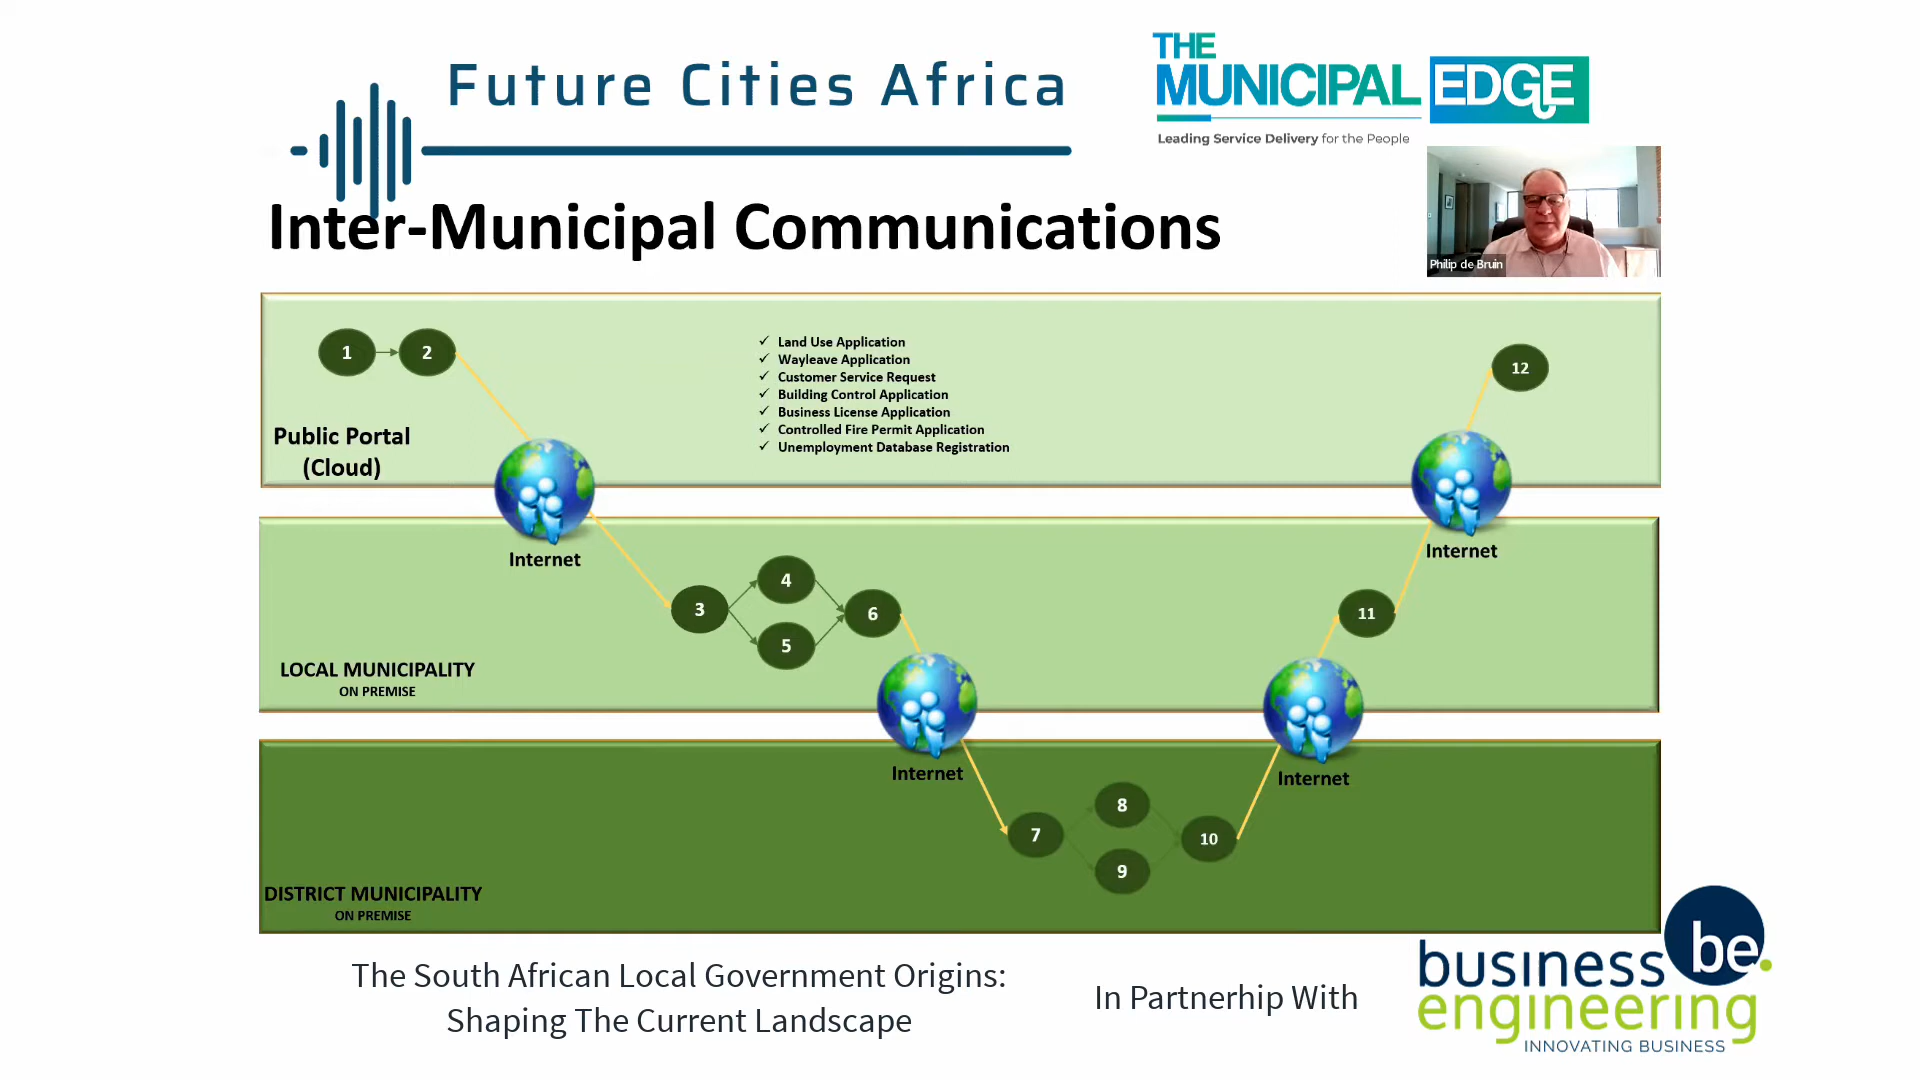 Future Cities Africa
THE
MUNICIPAL EDGE
Leading Service Delivery for the People
Inter-Municipal Communications
Philip de Bruin
1
2
Land Use Application
Wayleave Application
Customer Service Request
Building Control Application
Business License Application
Controlled Fire Permit Application
Unemployment Database Registration
12
Public Portal
(Cloud)
Internet
Internet
3
4
5
6
11
LOCAL MUNICIPALITY
ON PREMISE
Internet
Internet
7
8
9
10
DISTRICT MUNICIPALITY
ON PREMISE
The South African Local Government Origins:
Shaping The Current Landscape
In Partnerhip With
business be.
engineering
INNOVATING BUSINESS